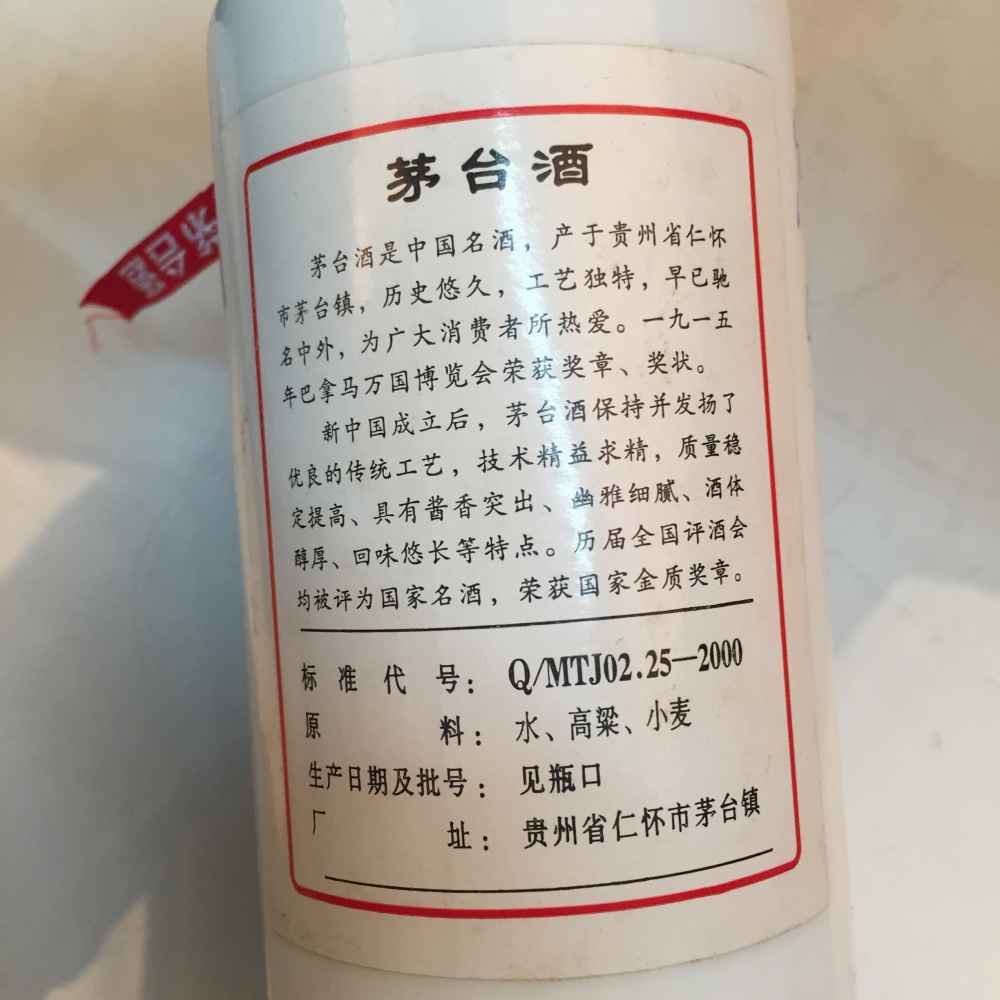 茅台酒
茅台酒是中国名酒，产于贵州省仁怀
市茅台镇，历史悠久，工艺独特，早已驰
名中外，为广大消费者所热爱。一九一五
年巴拿马万国博览会荣获奖章、奖状。
新中国成立后，茅台酒保持并发扬了
优良的传统工艺，技术精益求精，质量稳
定提高、具有酱香突出、幽雅细腻、酒体
醇厚、回味悠长等特点。历届全国评酒会
均被评为国家名酒，荣获国家金质奖章。
标准代号：Q/MTJ02.25—2000
原料：水、高粱、小麦
生产日期及批号：见瓶口
厂址：贵州省仁怀市茅台镇
茅台酒